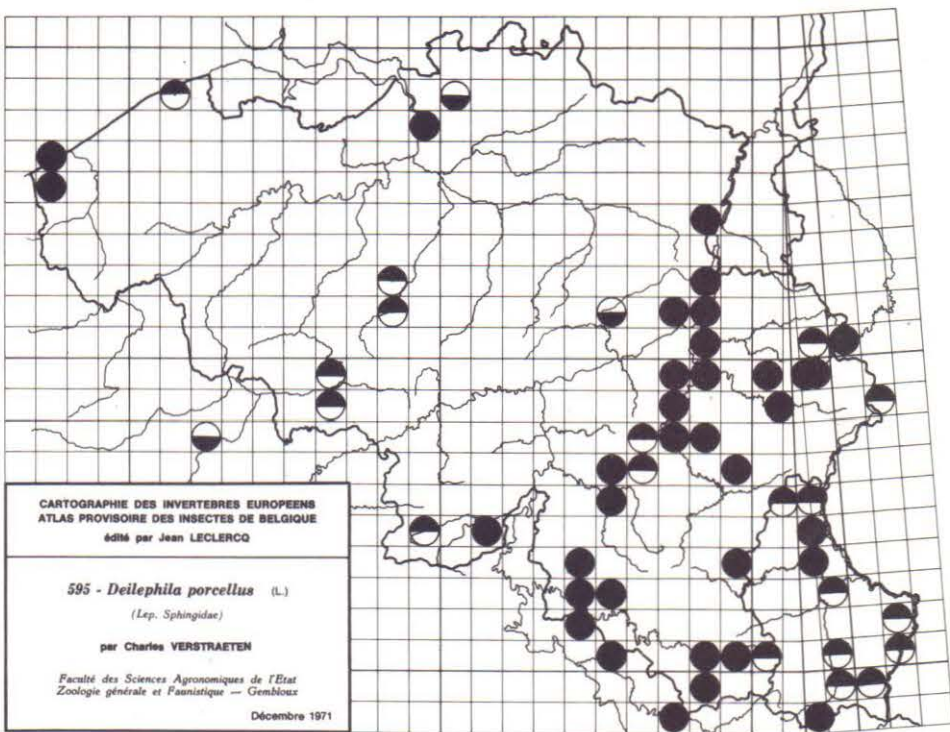 CARTOGRAPHIE DES INVERTEBRES EUROPEENS
ATLAS PROVISOIRE DES INSECTES DE BELGIQUE
édité par Jean LECLERCQ
595 - Deilephila porcellus (L.)
(Lep. Sphingidae)
par Charles VERSTRAETEN
Faculté des Sciences Agronomiques de l'Etat
Zoologie générale et Faunistique — Gembloux
Décembre 1971